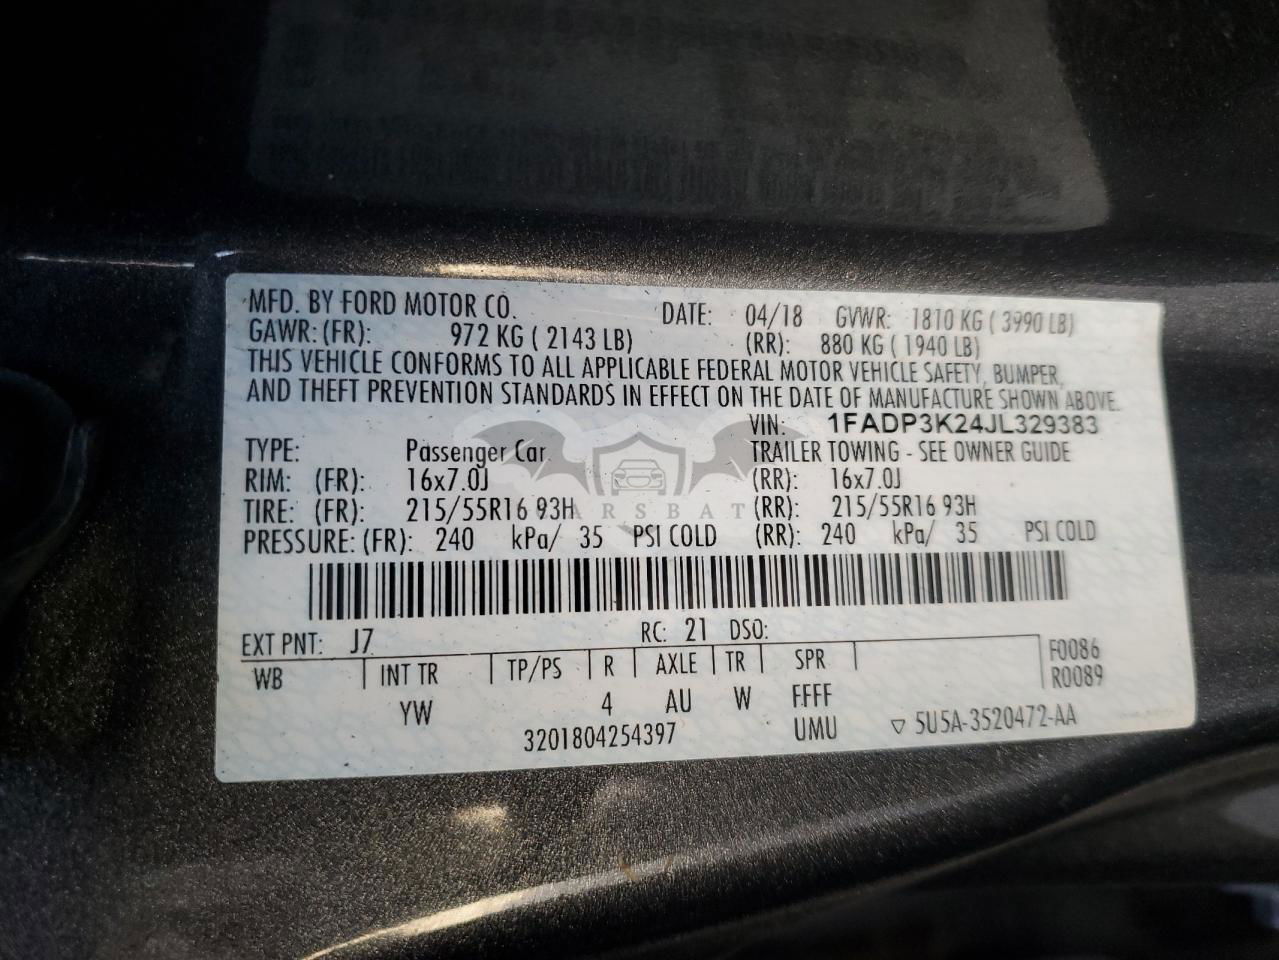 MFD. BY FORD MOTOR CO. DATE: 04/18 GVWR: 1810 KG ( 3990 LB)
GAWR: (FR): 972 KG ( 2143 LB) (RR): 880 KG ( 1940 LB)
THIS VEHICLE CONFORMS TO ALL APPLICABLE FEDERAL MOTOR VEHICLE SAFETY, BUMPER,
AND THEFT PREVENTION STANDARDS IN EFFECT ON THE DATE OF MANUFACTURE SHOWN ABOVE.
VIN: 1FADP3K24JL329383
TYPE: Passenger Car TRAILER TOWING - SEE OWNER GUIDE
RIM: (FR): 16x7.0J (RR): 16x7.0J
TIRE: (FR): 215/55R16 93H (RR): 215/55R16 93H
CARSBAT
PRESSURE: (FR): 240 kPa/ 35 PSI COLD (RR): 240 kPa/ 35 PSI COLD
EXT PNT: J7 RC: 21 DSO:
WB INT TR TP/PS R AXLE TR SPR F0086
R0089
YW 4 AU W F.FFF
3201804254397 UMU ▽ 5U5A-3520472-AA